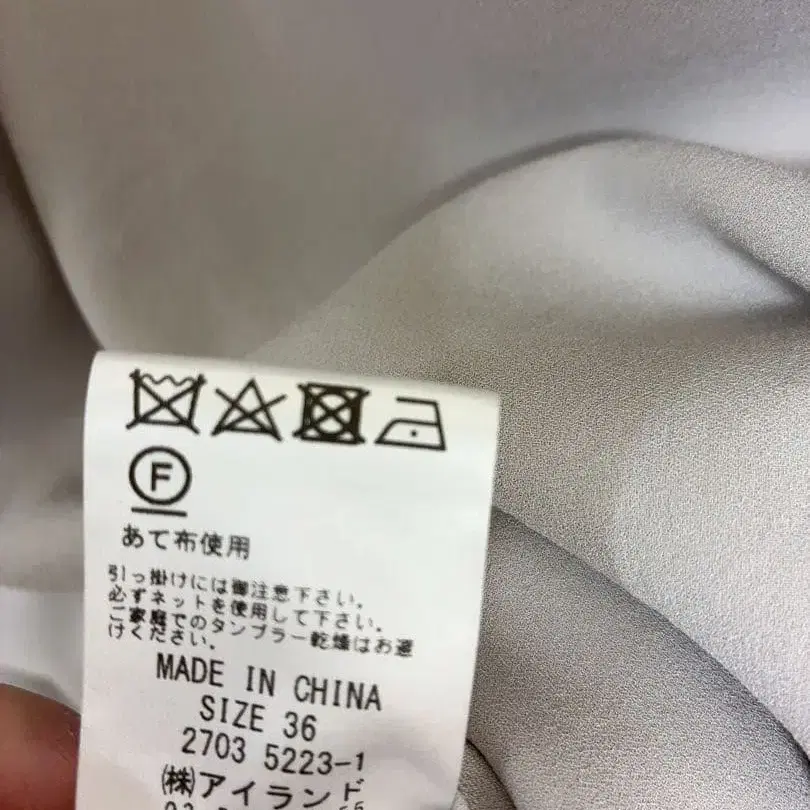 F
あて布使用
引っ掛けには御注意下さい。
必ずネットを使用して下さい。
ご家庭でのタンブラー乾燥はお避
けください。
MADE IN CHINA
SIZE 36
2703 5223-1
(株)アイランド